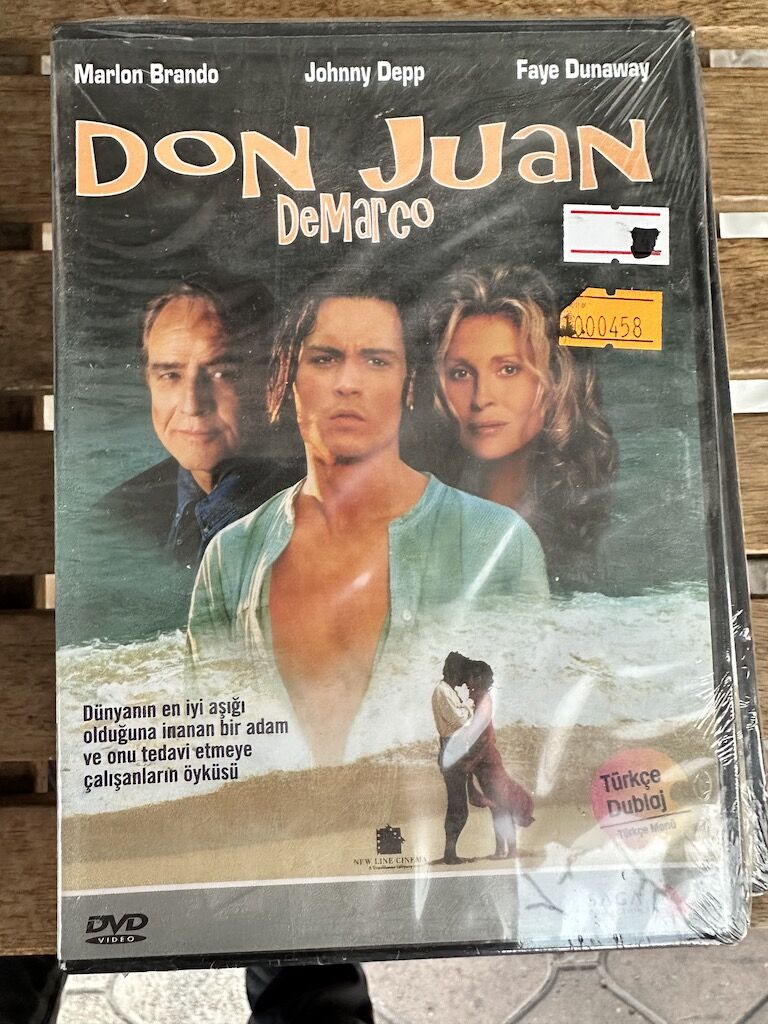 Marlon Brando Johnny Depp Faye Dunaway
DON JUAN
DeMarco
000458
Dünyanın en iyi aşığı
olduğuna inanan bir adam
ve onu tedavi etmeye
çalışanların öyküsü
Türkçe
Dublaj
Türkçe Menü
NEW LINE CINEMA
SAGA
DVD
VIDEO